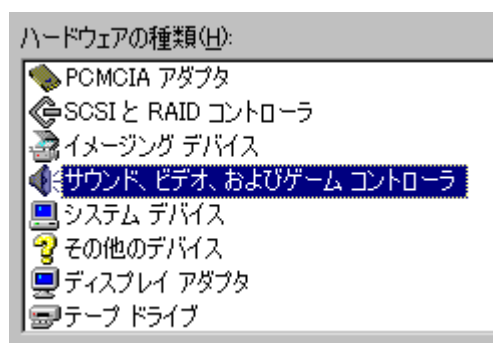 ハードウェアの種類(H):
PCMCIA アダプタ
SCSI と RAID コントローラ
イメージング デバイス
サウンド、ビデオ、およびゲーム コントローラ
システム デバイス
その他のデバイス
ディスプレイ アダプタ
テープ ドライブ